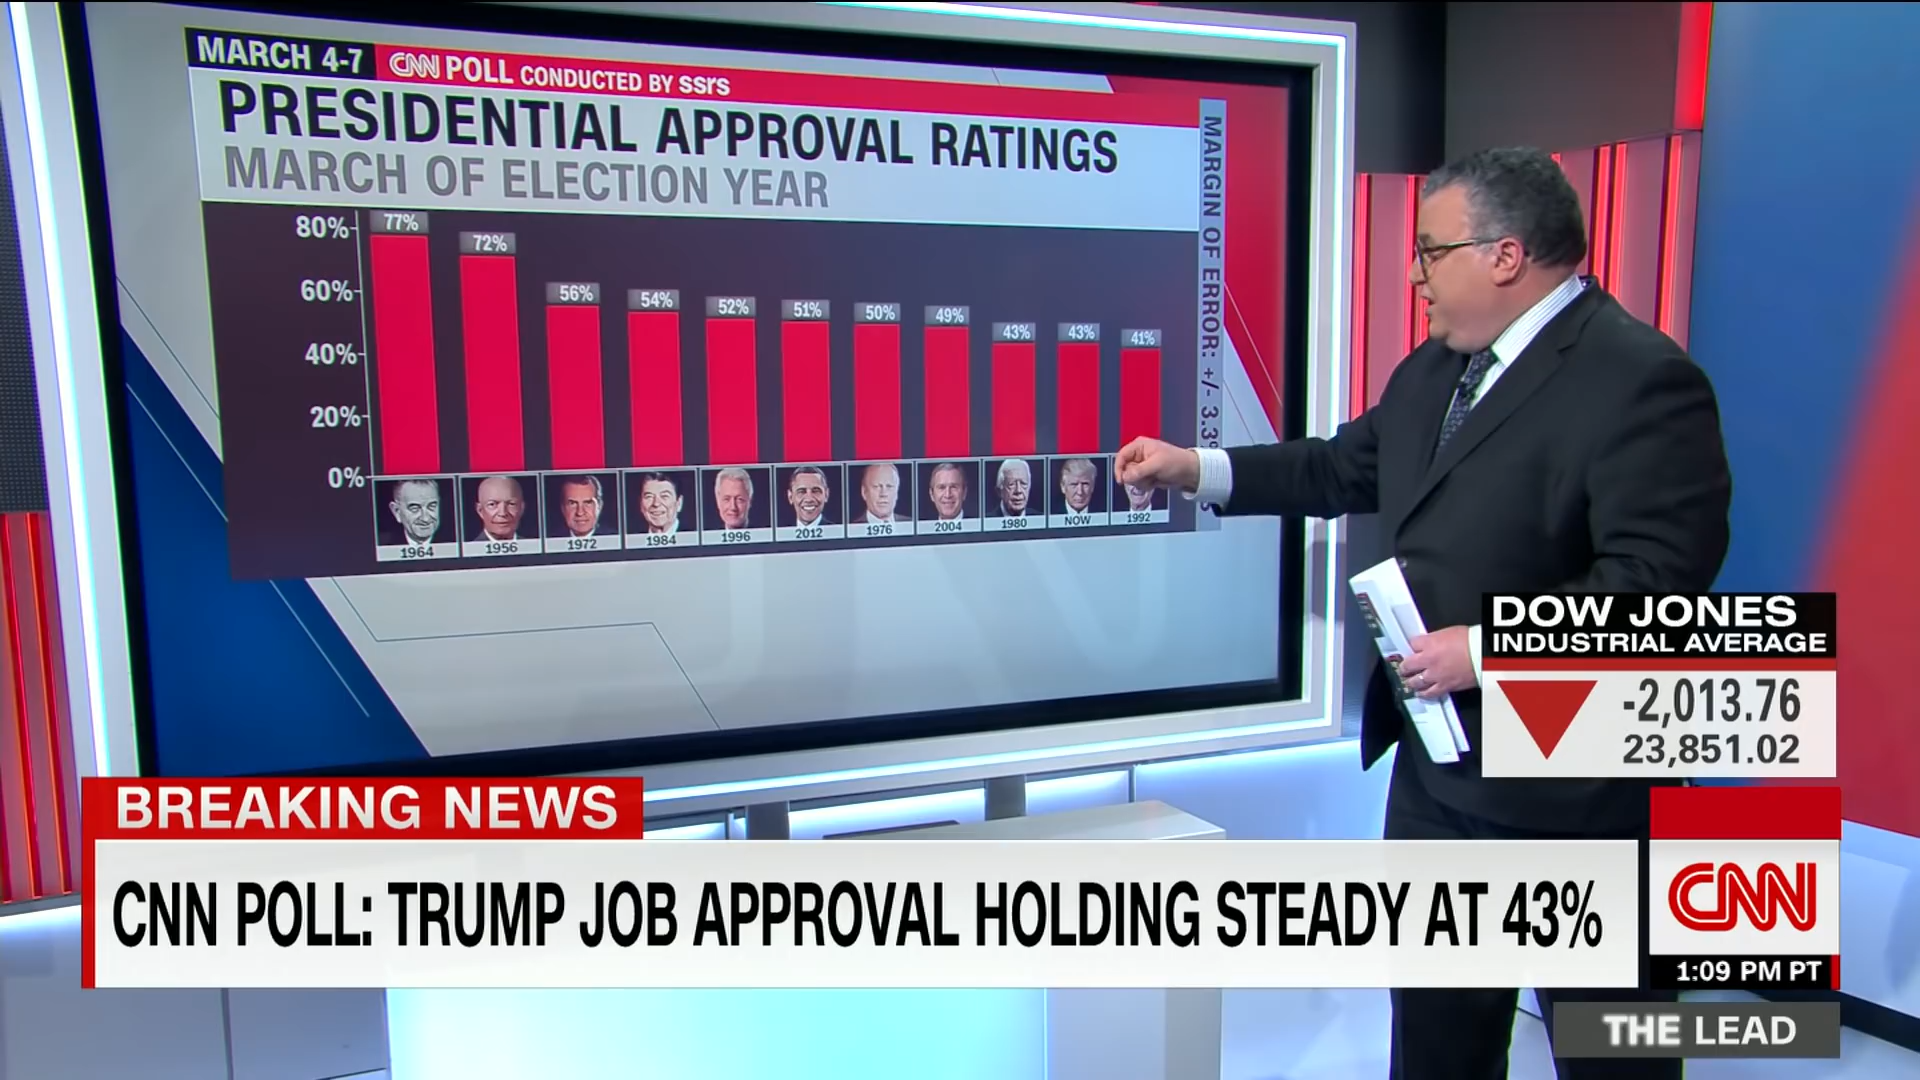 MARCH 4-7 CNN POLL CONDUCTED BY ssrs
PRESIDENTIAL APPROVAL RATINGS
MARCH OF ELECTION YEAR
MARGIN OF ERROR: +/- 3.3%
80%
60%
40%
20%
0%
77% 72% 56% 54% 52% 51% 50% 49% 43% 43% 41%
1964 1956 1972 1984 1996 2012 1976 2004 1980 NOW 1992
DOW JONES
INDUSTRIAL AVERAGE
-2,013.76
23,851.02
BREAKING NEWS
CNN POLL: TRUMP JOB APPROVAL HOLDING STEADY AT 43%
CNN
1:09 PM PT
THE LEAD